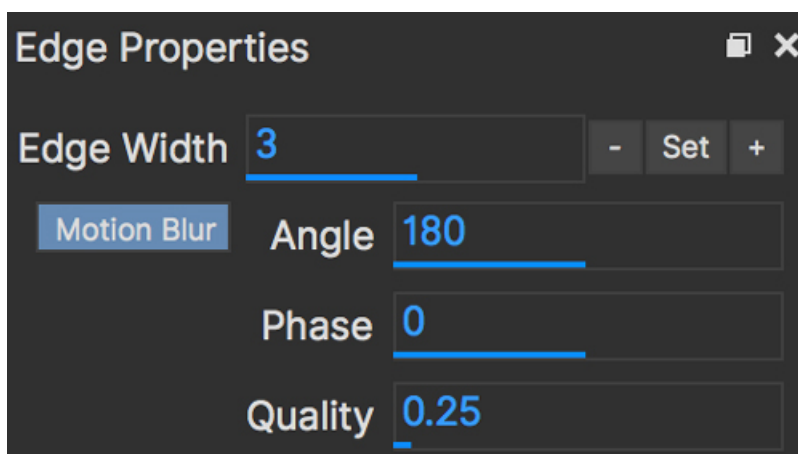 Edge Properties
Edge Width 3 - Set +
Motion Blur Angle 180
Phase 0
Quality 0.25